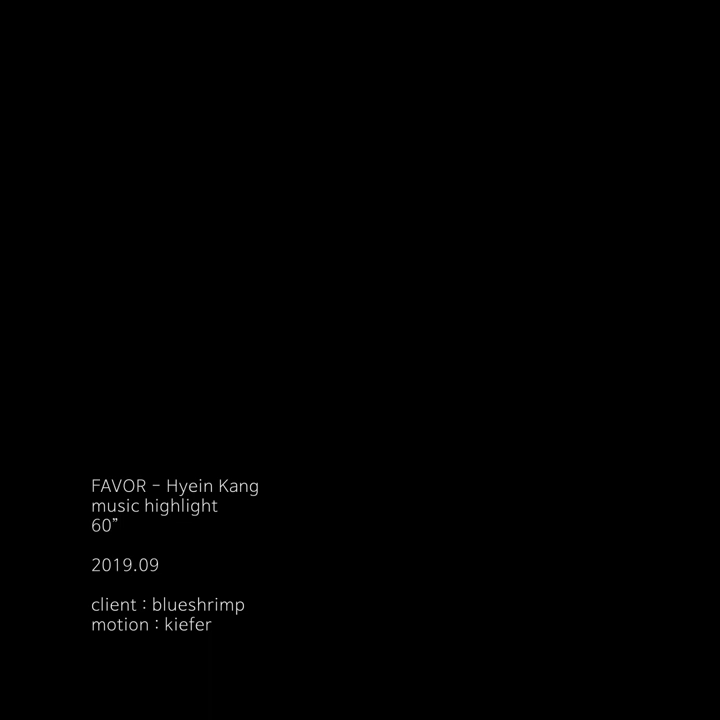 FAVOR - Hyein Kang
music highlight
60”
2019.09
client : blueshrimp
motion : kiefer